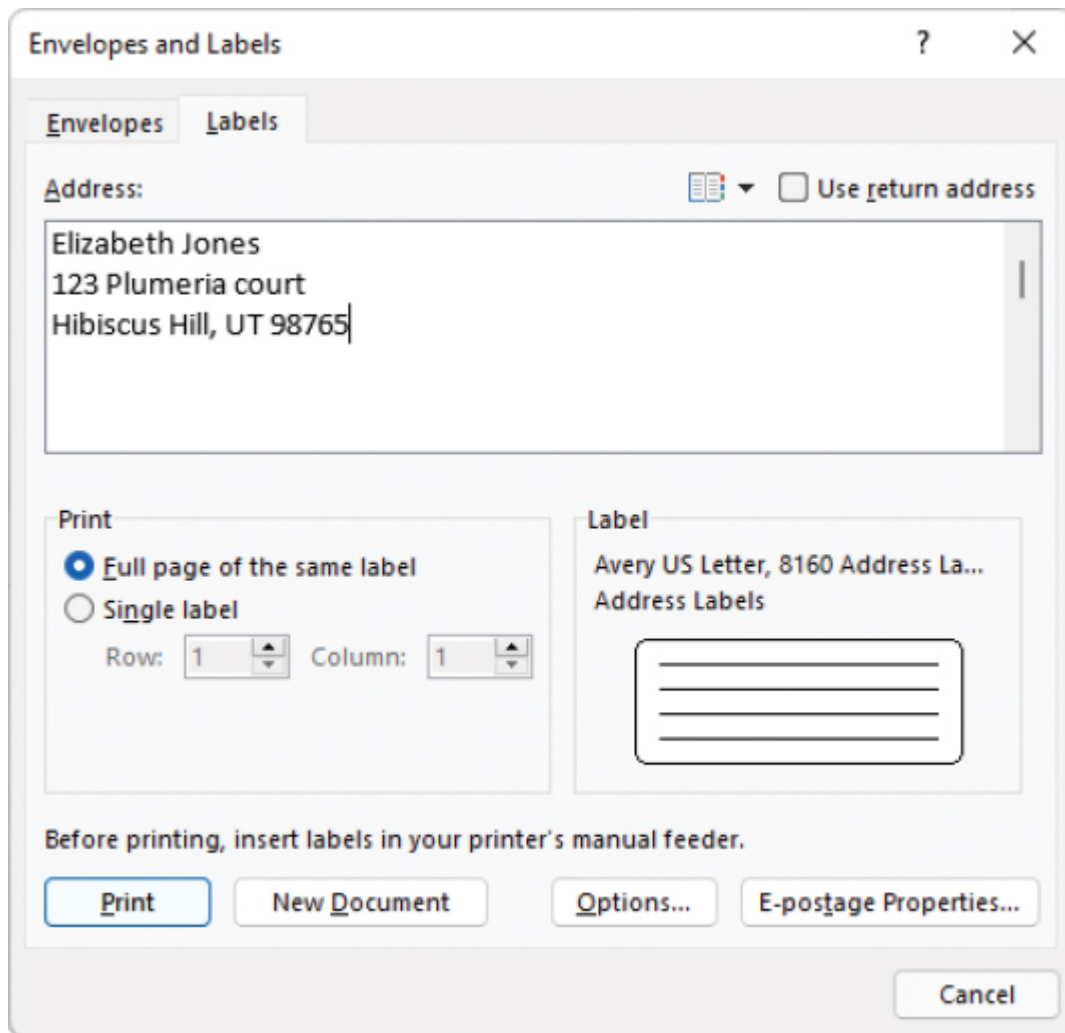 Envelopes and Labels ?
Envelopes Labels
Address: Use return address
Elizabeth Jones
123 Plumeria court
Hibiscus Hill, UT 98765
Print
Full page of the same label
Single label
Row: 1 Column: 1
Label
Avery US Letter, 8160 Address La...
Address Labels
Before printing, insert labels in your printer's manual feeder.
Print New Document Options... E-postage Properties...
Cancel